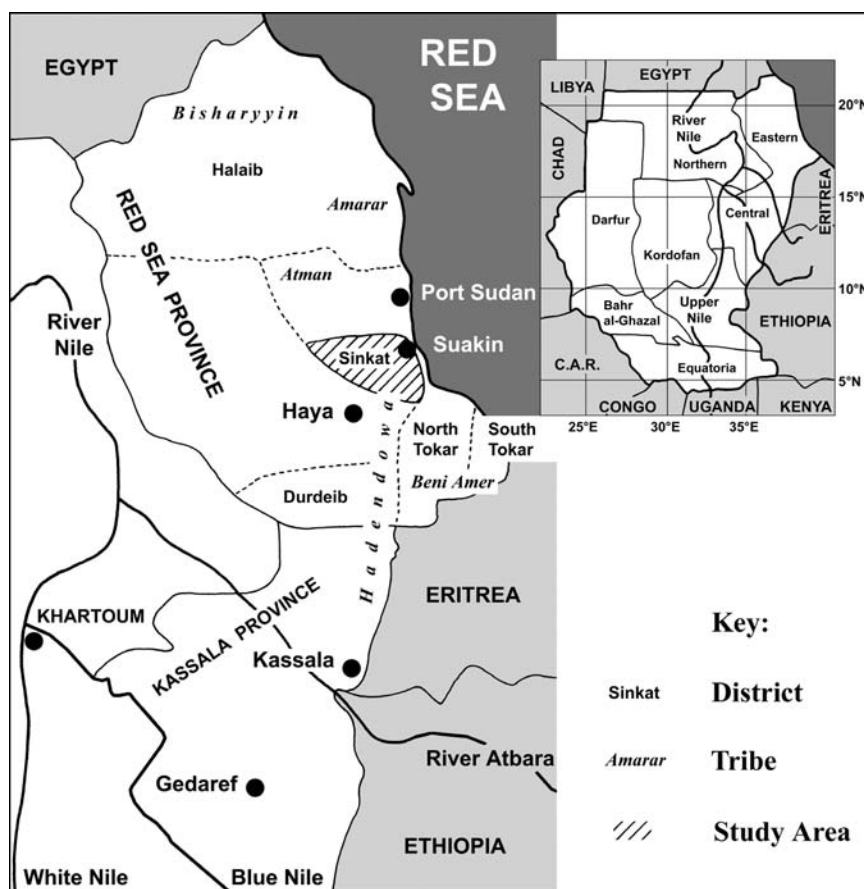 EGYPT
RED
SEA
Bisharyyin
Halaib
Amarar
RED SEA PROVINCE
Atman
Port Sudan
River
Nile
Sinkat
Suakin
Haya
Hadendowa
North
Tokar
South
Tokar
Beni Amer
Durdeib
ERITREA
KHARTOUM
KASSALA PROVINCE
Kassala
River Atbara
Gedaref
ETHIOPIA
White Nile
Blue Nile
LIBYA
EGYPT
20°N
River
Nile
Eastern
CHAD
Northern
15°N
Darfur
Central
ERITREA
Kordofan
10°N
Bahr
al-Ghazal
Upper
Nile
ETHIOPIA
C.A.R.
Equatoria
5°N
CONGO
UGANDA
KENYA
25°E
30°E
35°E
Key:
Sinkat District
Amarar Tribe
Study Area